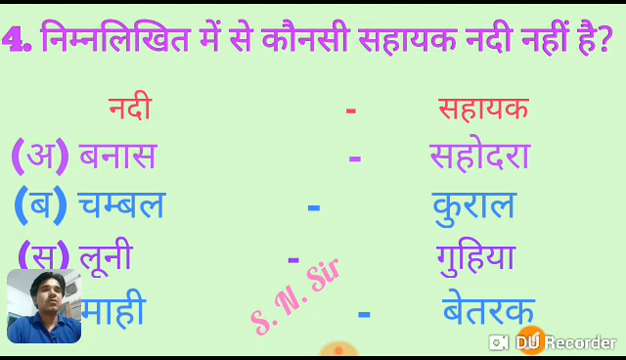 4. निम्नलिखित में से कौनसी सहायक नदी नहीं है?
नदी - सहायक
(अ) बनास - सहोदरा
(ब) चम्बल - कुराल
(स) लूनी - गुहिया
माही - बेतरक
S. N. Sir
DU Recorder